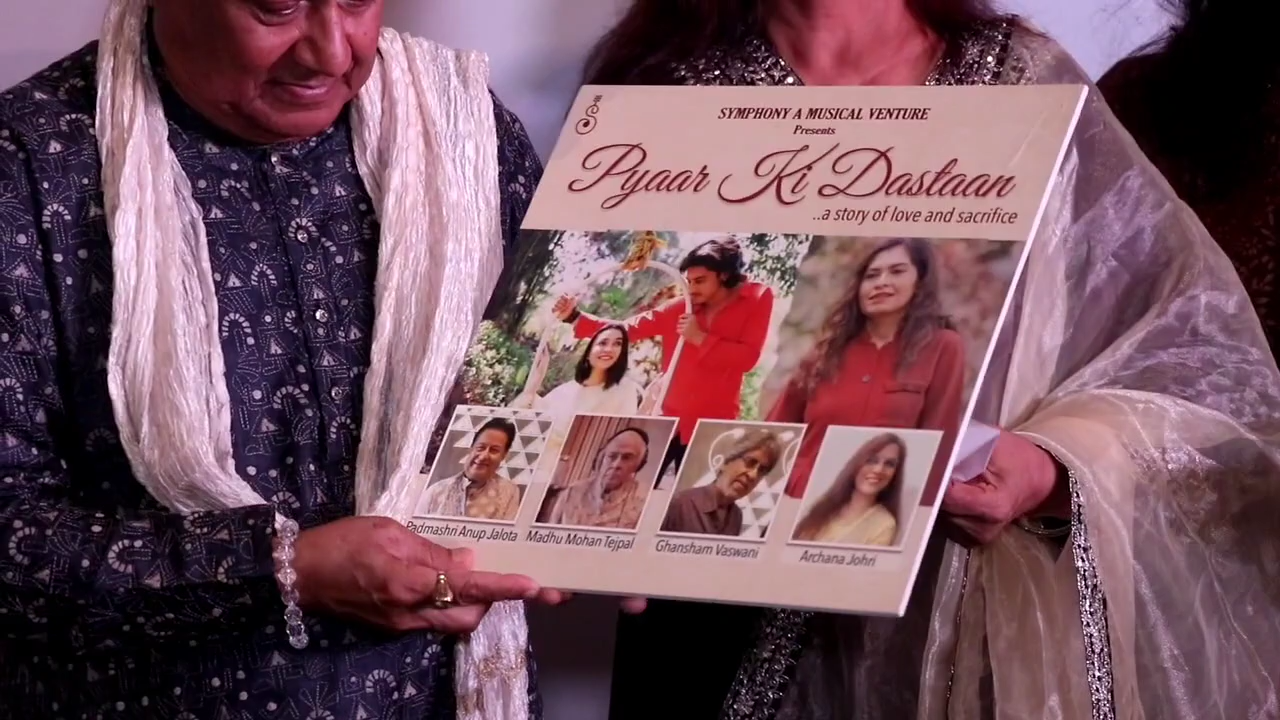 SYMPHONY A MUSICAL VENTURE
Presents
Pyaar Ki Dastaan
..a story of love and sacrifice
Padmashri Anup Jalota
Madhu Mohan Tejpal
Ghansham Vaswani
Archana Johri